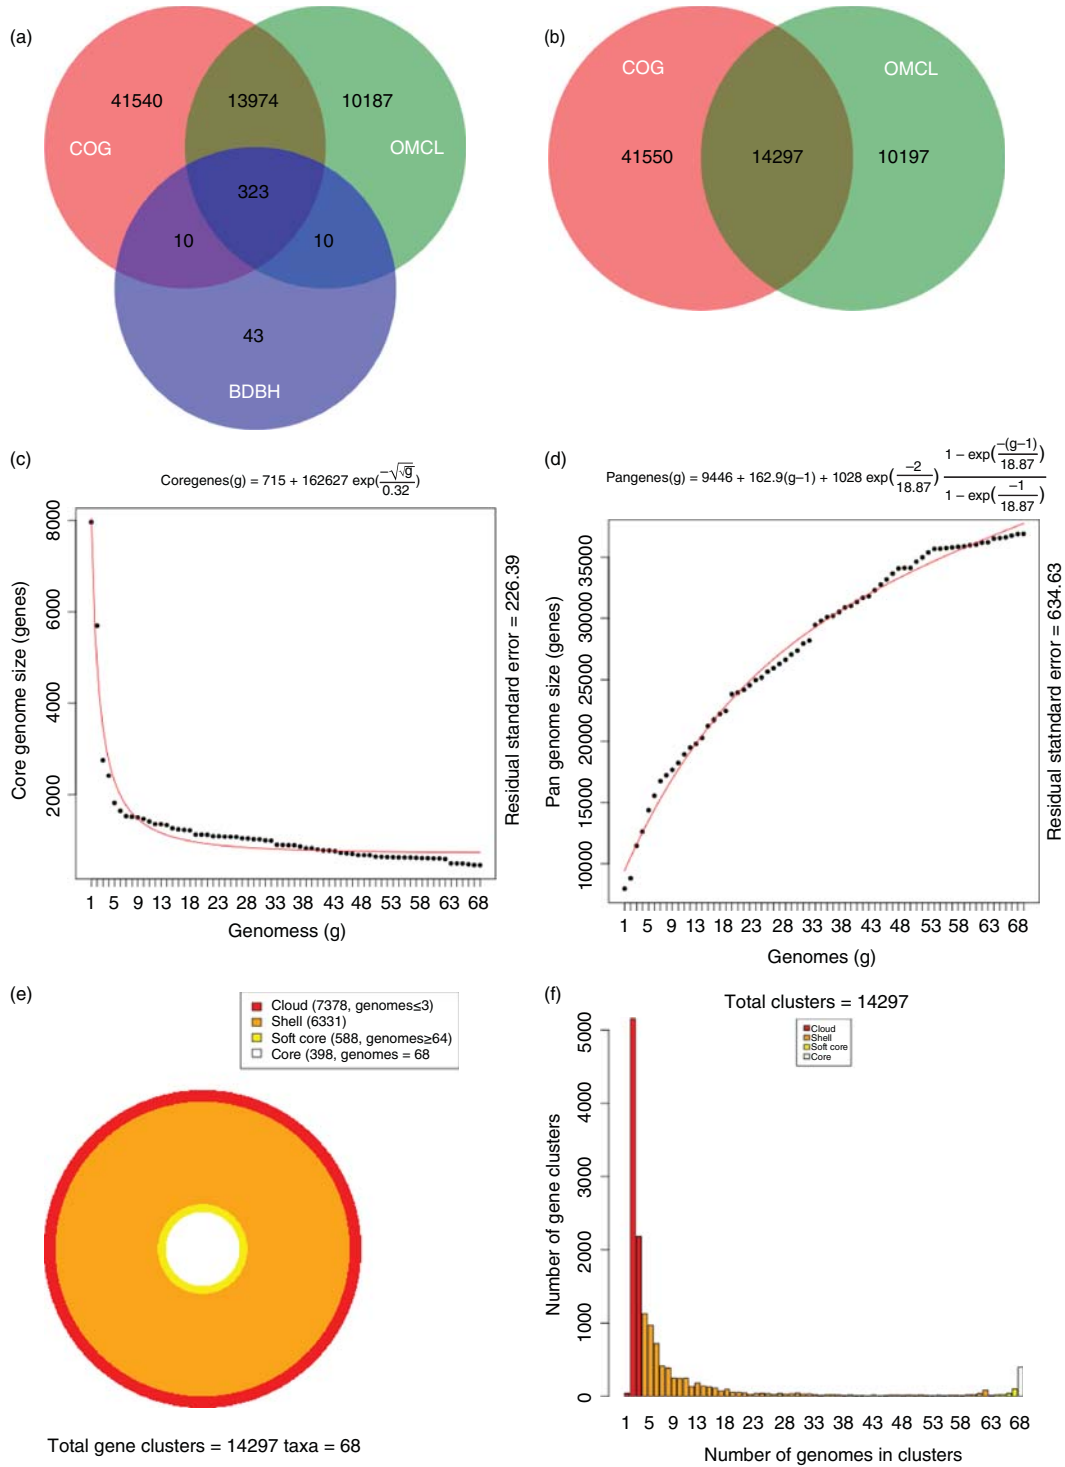 (a)
41540
13974
10187
COG
OMCL
323
10
10
43
BDBH
(b)
COG
OMCL
41550
14297
10197
(c)
Coregenes(g) = 715 + 162627 exp(−√√g / 0.32)
Core genome size (genes)
8000
6000
4000
2000
1 5 9 13 18 23 28 33 38 43 48 53 58 63 68
Genomess (g)
Residual standard error = 226.39
(d)
Pangenes(g) = 9446 + 162.9(g−1) + 1028 exp(−2 / 18.87) (1 − exp(−(g−1) / 18.87)) / (1 − exp(−1 / 18.87))
Pan genome size (genes)
35000
30000
25000
20000
15000
10000
1 5 9 13 18 23 28 33 38 43 48 53 58 63 68
Genomes (g)
Residual statndard error = 634.63
(e)
Cloud (7378, genomes≤3)
Shell (6331)
Soft core (588, genomes≥64)
Core (398, genomes = 68
Total gene clusters = 14297 taxa = 68
(f)
Total clusters = 14297
Cloud
Shell
Soft core
Core
Number of gene clusters
5000
4000
3000
2000
1000
0
1 5 9 13 18 23 28 33 38 43 48 53 58 63 68
Number of genomes in clusters